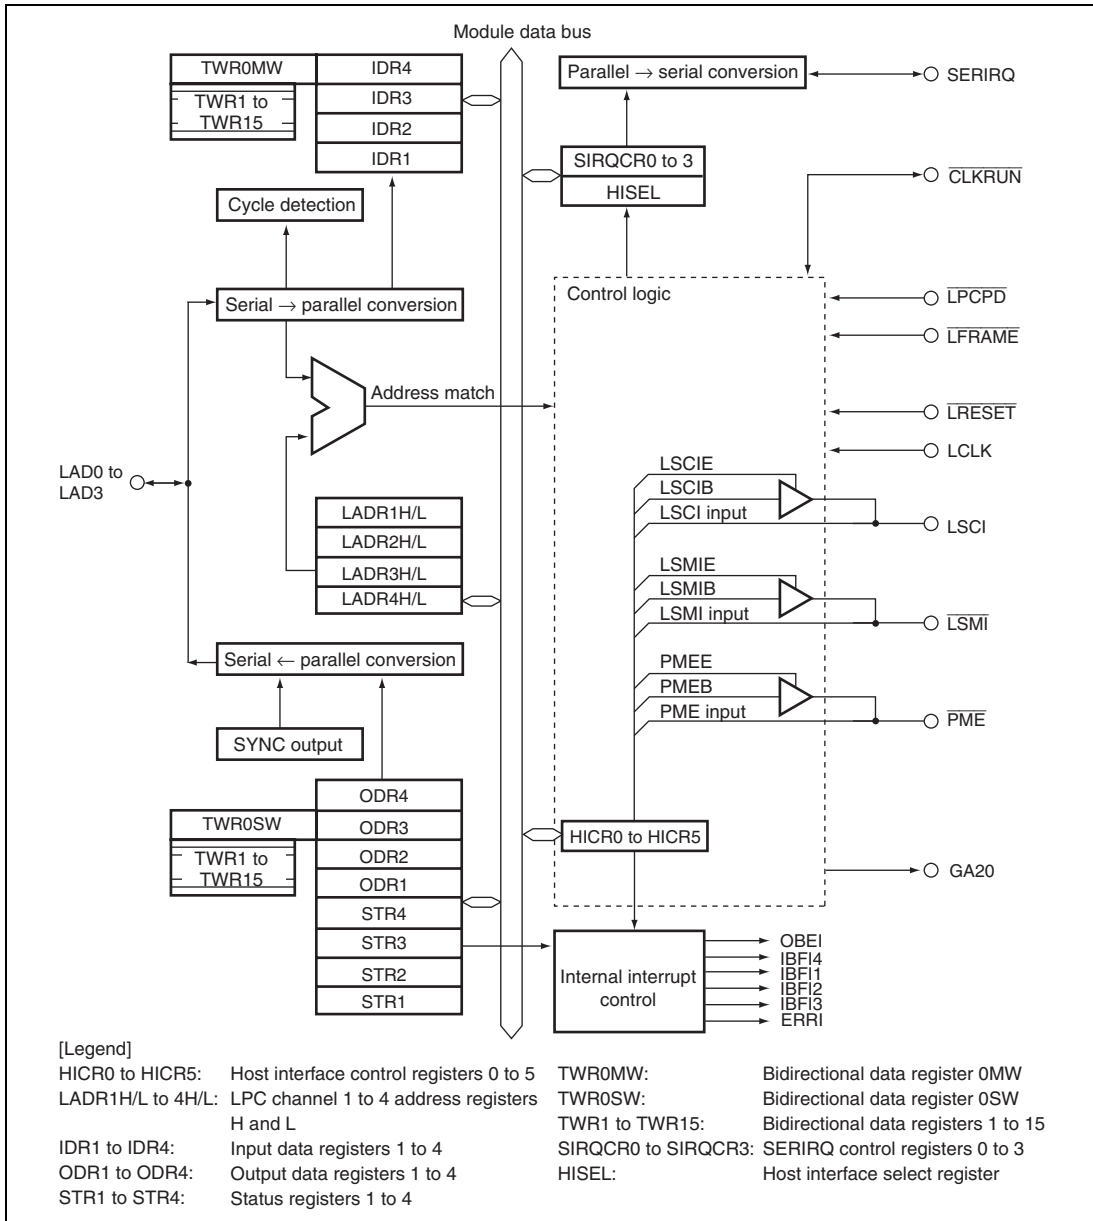 Module data bus
TWR0MW
IDR4
TWR1 to
TWR15
IDR3
IDR2
IDR1
Parallel → serial conversion
SERIRQ
SIRQCR0 to 3
HISEL
CLKRUN
Cycle detection
Serial → parallel conversion
Control logic
LPCPD
LFRAME
Address match
LRESET
LCLK
LAD0 to
LAD3
LSCIE
LSCIB
LSCI input
LSCI
LADR1H/L
LADR2H/L
LADR3H/L
LADR4H/L
LSMIE
LSMIB
LSMI input
LSMI
Serial ← parallel conversion
PMEE
PMEB
PME input
PME
SYNC output
ODR4
TWR0SW
ODR3
TWR1 to
TWR15
ODR2
ODR1
STR4
STR3
STR2
STR1
HICR0 to HICR5
GA20
Internal interrupt
control
OBEI
IBFI4
IBFI1
IBFI2
IBFI3
ERRI
[Legend]
HICR0 to HICR5: Host interface control registers 0 to 5
LADR1H/L to 4H/L: LPC channel 1 to 4 address registers
H and L
IDR1 to IDR4: Input data registers 1 to 4
ODR1 to ODR4: Output data registers 1 to 4
STR1 to STR4: Status registers 1 to 4
TWR0MW: Bidirectional data register 0MW
TWR0SW: Bidirectional data register 0SW
TWR1 to TWR15: Bidirectional data registers 1 to 15
SIRQCR0 to SIRQCR3: SERIRQ control registers 0 to 3
HISEL: Host interface select register